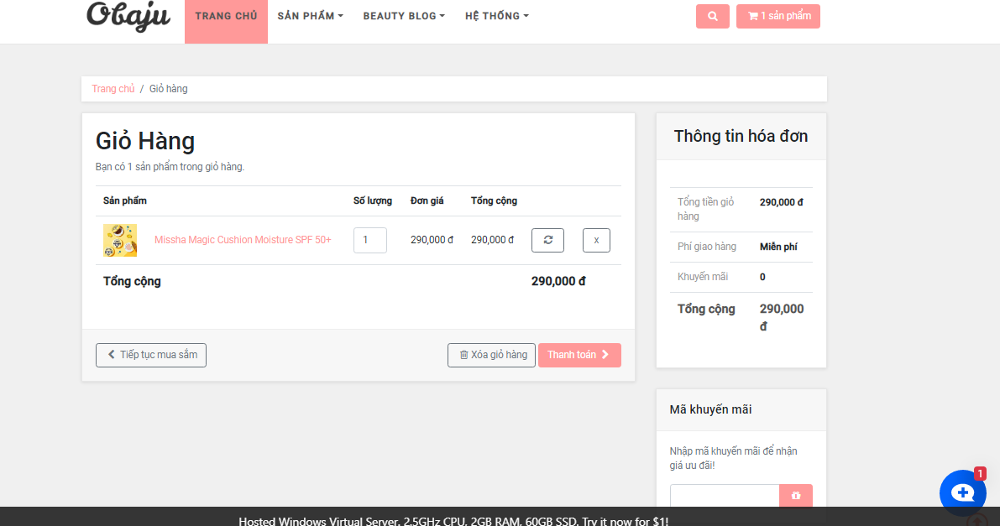 Obaju
TRANG CHỦ
SẢN PHẨM
BEAUTY BLOG
HỆ THỐNG
1 sản phẩm
Trang chủ / Giỏ hàng
Giỏ Hàng
Bạn có 1 sản phẩm trong giỏ hàng.
Sản phẩm Số lượng Đơn giá Tổng cộng
Missha Magic Cushion Moisture SPF 50+ 1 290,000 đ 290,000 đ x
Tổng cộng 290,000 đ
Tiếp tục mua sắm
Xóa giỏ hàng
Thanh toán
Thông tin hóa đơn
Tổng tiền giỏ
hàng
290,000 đ
Phí giao hàng Miễn phí
Khuyến mãi 0
Tổng cộng 290,000
đ
Mã khuyến mãi
Nhập mã khuyến mãi để nhận
giá ưu đãi!
1
Hosted Windows Virtual Server. 2.5GHz CPU, 2GB RAM, 60GB SSD. Try it now for $1!